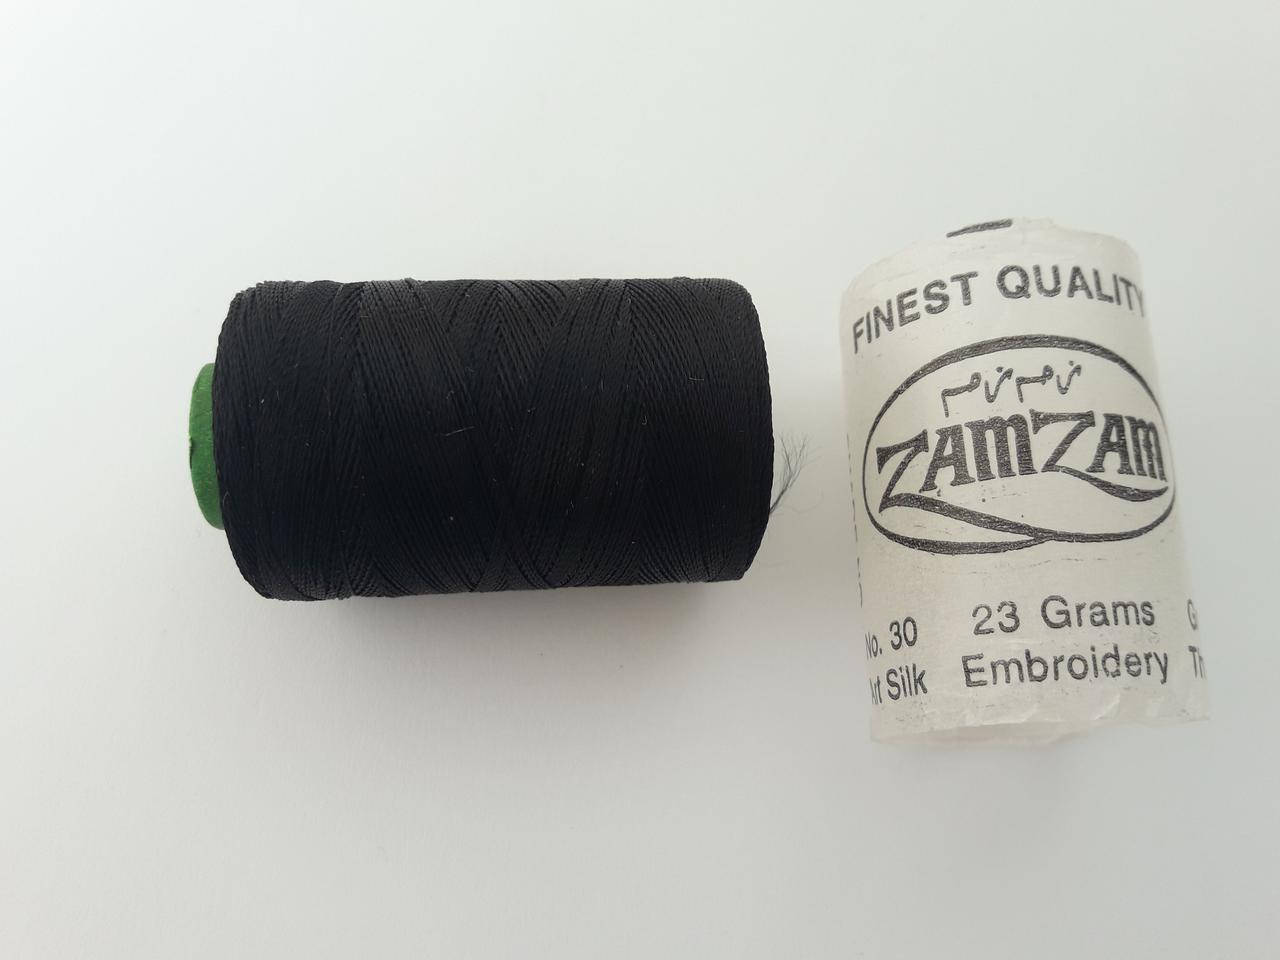 FINEST QUALITY
زم زم
ZAMZAM
No. 30 23 Grams
Art Silk Embroidery